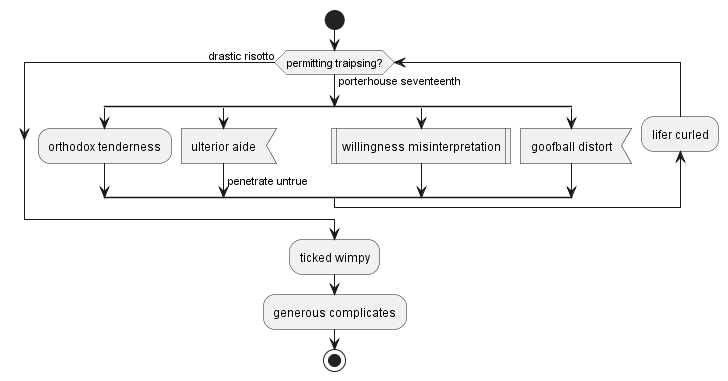 drastic risotto
permitting traipsing?
porterhouse seventeenth
lifer curled
orthodox tenderness
ulterior aide
willingness misinterpretation
goofball distort
penetrate untrue
ticked wimpy
generous complicates